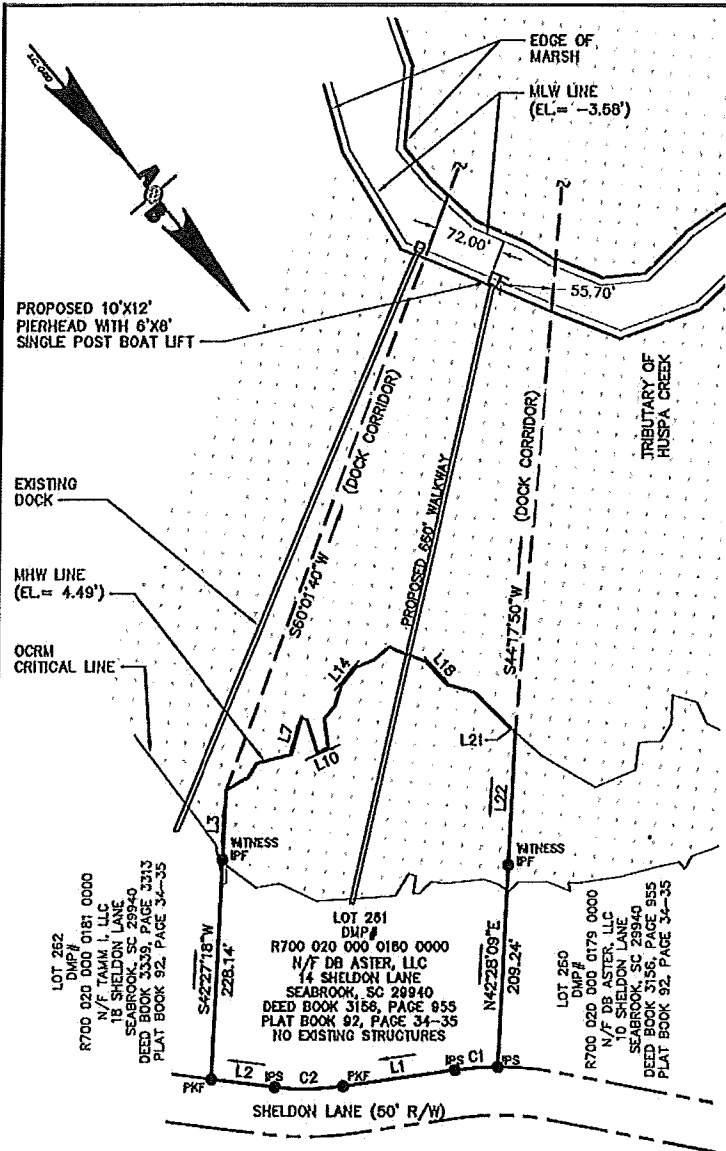 EDGE OF
MARSH
MLW LINE
(EL.= -3.58')
72.00'
55.70'
PROPOSED 10'X12'
PIERHEAD WITH 6'X8'
SINGLE POST BOAT LIFT
TRIBUTARY OF
HUSPA CREEK
(DOCK CORRIDOR)
(DOCK CORRIDOR)
EXISTING
DOCK
PROPOSED 650' WALKWAY
S60°01'40"W
S44°17'50"W
MHW LINE
(EL.= 4.49')
OCRM
CRITICAL LINE
L14
L18
L7
L10
L21
L3
L22
WITNESS
IPF
WITNESS
IPF
LOT 262
DMP#
R700 020 000 0181 0000
N/F TAMM I, LLC
18 SHELDON LANE
SEABROOK, SC 29940
DEED BOOK 3339, PAGE 3313
PLAT BOOK 92, PAGE 34-35
S42°27'18"W
228.14'
LOT 261
DMP#
R700 020 000 0180 0000
N/F DB ASTER, LLC
14 SHELDON LANE
SEABROOK, SC 29940
DEED BOOK 3156, PAGE 955
PLAT BOOK 92, PAGE 34-35
NO EXISTING STRUCTURES
N42°28'09"E
209.24'
LOT 260
DMP#
R700 020 000 0179 0000
N/F DB ASTER, LLC
10 SHELDON LANE
SEABROOK, SC 29940
DEED BOOK 3156, PAGE 955
PLAT BOOK 92, PAGE 34-35
PKF
L2
IPS
C2
PKF
L1
IPS
C1
IPS
SHELDON LANE (50' R/W)